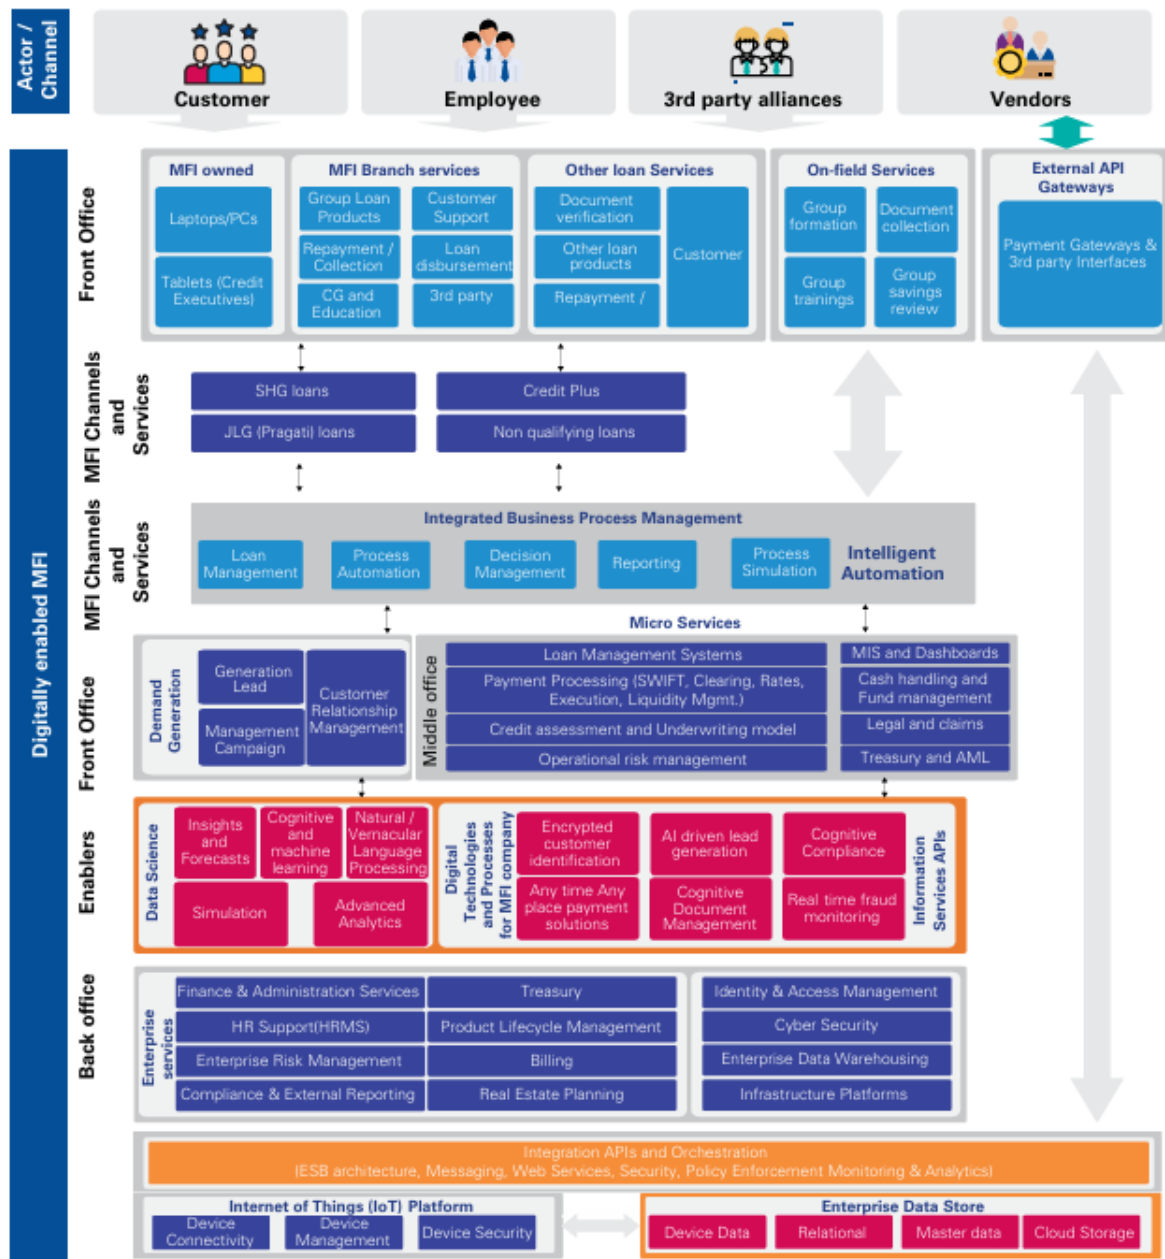 Actor /
Channel
Customer
Employee
3rd party alliances
Vendors
Digitally enabled MFI
Front Office
MFI owned
Laptops/PCs
Tablets (Credit
Executives)
MFI Branch services
Group Loan
Products
Customer
Support
Repayment /
Collection
Loan
disbursement
CG and
Education
3rd party
Other loan Services
Document
verification
Other loan
products
Repayment /
Customer
On-field Services
Group
formation
Document
collection
Group
trainings
Group
savings
review
External API
Gateways
Payment Gateways &
3rd party Interfaces
MFI Channels
and
Services
SHG loans
JLG (Pragati) loans
Credit Plus
Non qualifying loans
MFI Channels
and
Services
Integrated Business Process Management
Loan
Management
Process
Automation
Decision
Management
Reporting
Process
Simulation
Intelligent
Automation
Front Office
Demand
Generation
Generation
Lead
Management
Campaign
Customer
Relationship
Management
Micro Services
Middle office
Loan Management Systems
Payment Processing (SWIFT, Clearing, Rates,
Execution, Liquidity Mgmt.)
Credit assessment and Underwriting model
Operational risk management
MIS and Dashboards
Cash handling and
Fund management
Legal and claims
Treasury and AML
Enablers
Data Science
Insights
and
Forecasts
Cognitive
and
machine
learning
Natural /
Vernacular
Language
Processing
Simulation
Advanced
Analytics
Digital
Technologies
and Processes
for MFI company
Encrypted
customer
identification
AI driven lead
generation
Cognitive
Compliance
Any time Any
place payment
solutions
Cognitive
Document
Management
Real time fraud
monitoring
Information
Services APIs
Back office
Enterprise
services
Finance & Administration Services
HR Support(HRMS)
Enterprise Risk Management
Compliance & External Reporting
Treasury
Product Lifecycle Management
Billing
Real Estate Planning
Identity & Access Management
Cyber Security
Enterprise Data Warehousing
Infrastructure Platforms
Integration APIs and Orchestration
(ESB architecture, Messaging, Web Services, Security, Policy Enforcement Monitoring & Analytics)
Internet of Things (IoT) Platform
Device
Connectivity
Device
Management
Device Security
Enterprise Data Store
Device Data
Relational
Master data
Cloud Storage